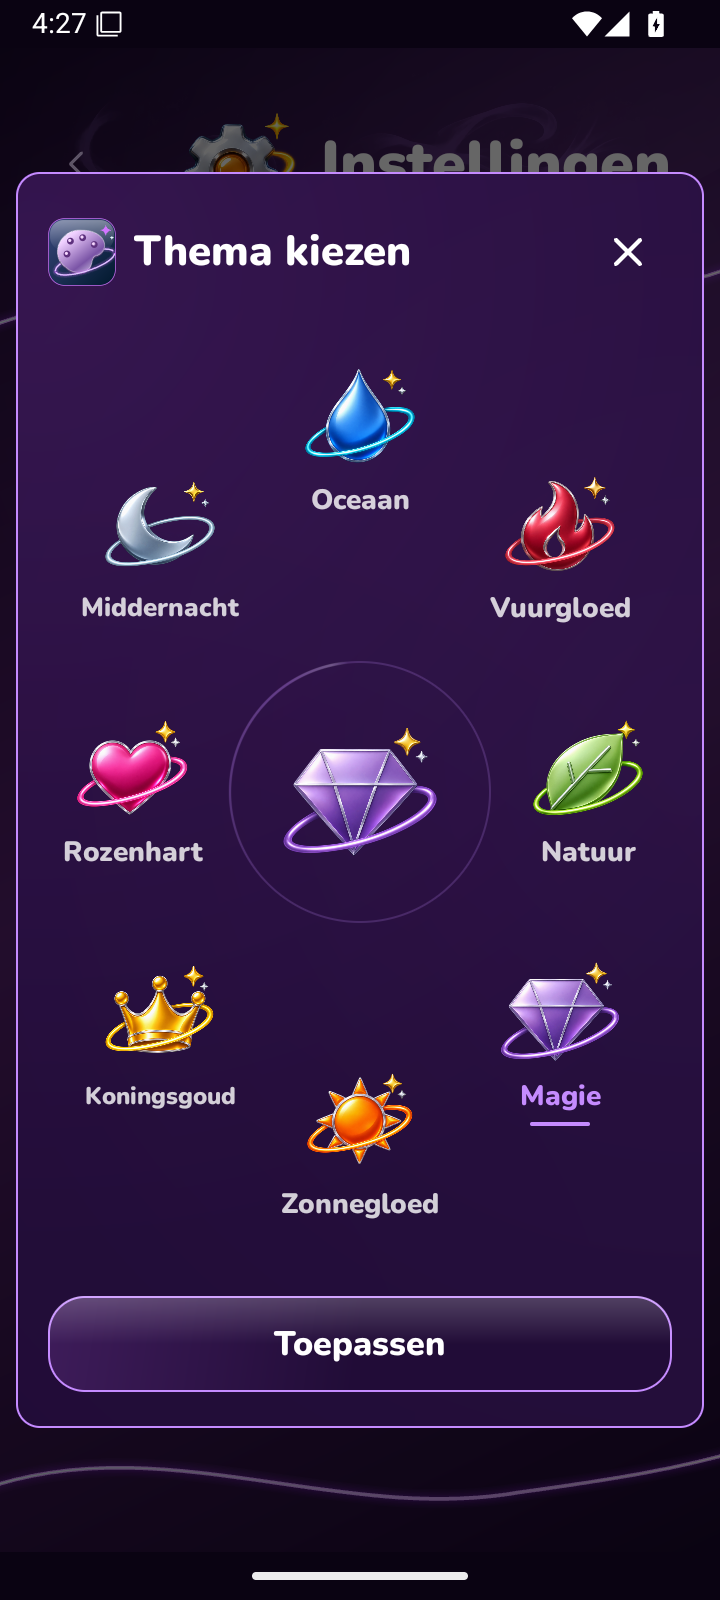 4:27
Instellingen
Thema kiezen
Oceaan
Middernacht
Vuurgloed
Rozenhart
Natuur
Koningsgoud
Magie
Zonnegloed
Toepassen